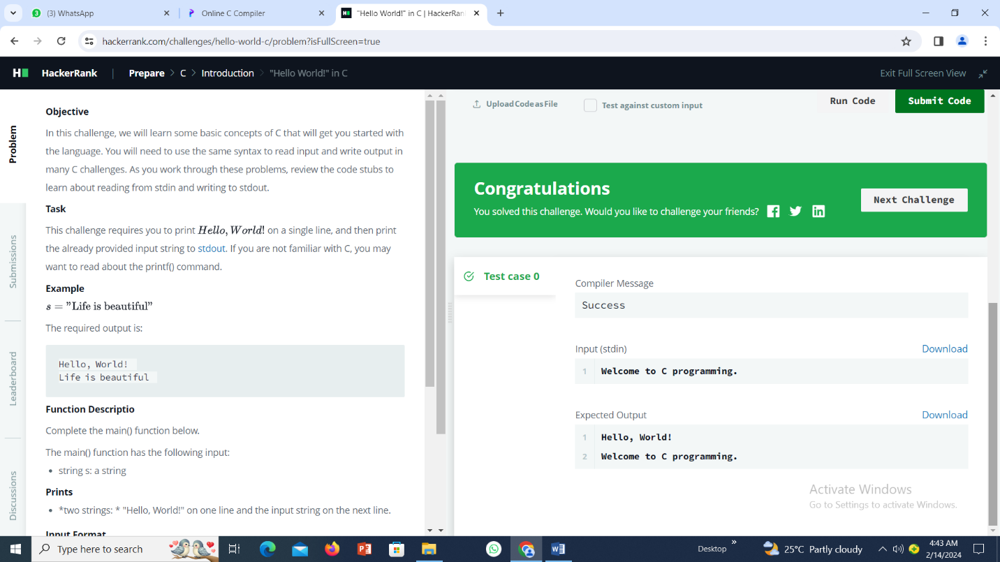 3 (3) WhatsApp
Online C Compiler
"Hello World!" in C | HackerRan
hackerrank.com/challenges/hello-world-c/problem?isFullScreen=true
H HackerRank | Prepare > C > Introduction > "Hello World!" in C
Exit Full Screen View
Problem
Submissions
Leaderboard
Discussions
Objective
In this challenge, we will learn some basic concepts of C that will get you started with
the language. You will need to use the same syntax to read input and write output in
many C challenges. As you work through these problems, review the code stubs to
learn about reading from stdin and writing to stdout.
Task
This challenge requires you to print Hello, World! on a single line, and then print
the already provided input string to stdout. If you are not familiar with C, you may
want to read about the printf() command.
Example
s = "Life is beautiful"
The required output is:
Hello, World!
Life is beautiful
Function Descriptio
Complete the main() function below.
The main() function has the following input:
• string s: a string
Prints
• *two strings: * "Hello, World!" on one line and the input string on the next line.
Input Format
Upload Code as File
Test against custom input
Run Code
Submit Code
Congratulations
You solved this challenge. Would you like to challenge your friends?
Next Challenge
Test case 0
Compiler Message
Success
Input (stdin)
Download
1 Welcome to C programming.
Expected Output
Download
1 Hello, World!
2 Welcome to C programming.
Activate Windows
Go to Settings to activate Windows.
Type here to search
Desktop
25°C Partly cloudy
4:43 AM
2/14/2024